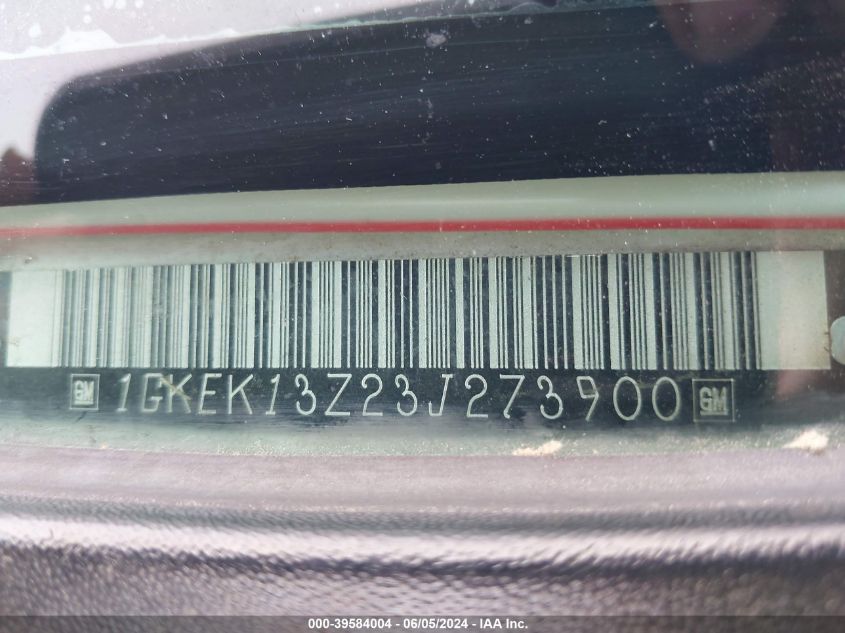 GM 1GKEK13Z23J273900 GM
000-39584004 | 06/05/2024 - IAA Inc.